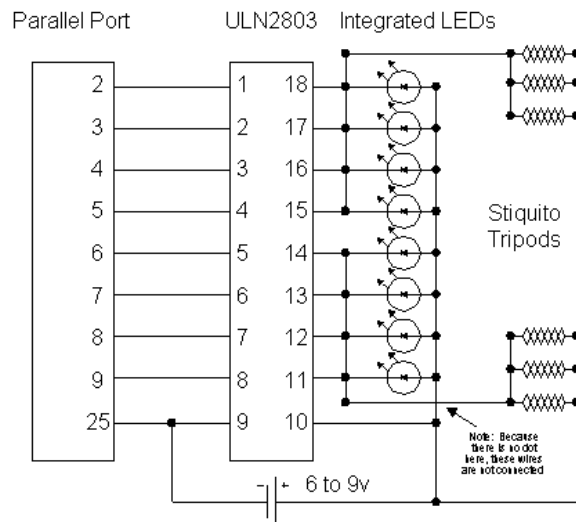 Parallel Port ULN2803 Integrated LEDs
2 1 18
3 2 17
4 3 16
5 4 15
6 5 14
7 6 13
8 7 12
9 8 11
25 9 10
Stiquito
Tripods
Note: Because
there is no dot
here, these wires
are not connected
- + 6 to 9v